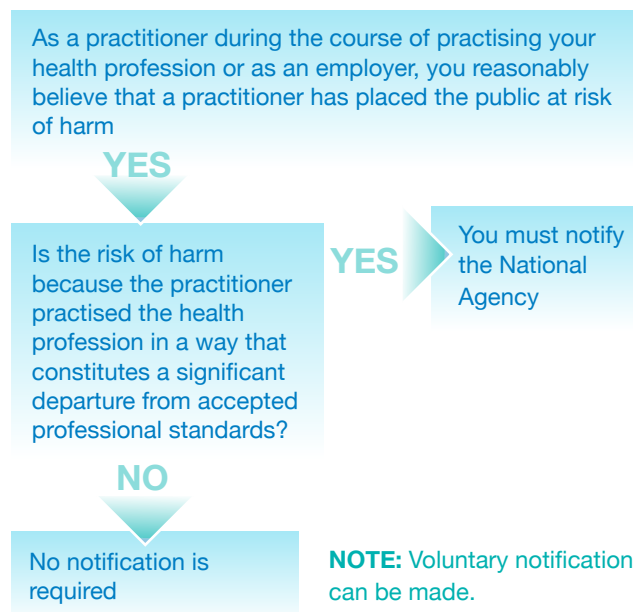 As a practitioner during the course of practising your
health profession or as an employer, you reasonably
believe that a practitioner has placed the public at risk
of harm
YES
Is the risk of harm
because the practitioner
practised the health
profession in a way that
constitutes a significant
departure from accepted
professional standards?
YES
You must notify
the National
Agency
NO
No notification is
required
NOTE: Voluntary notification
can be made.